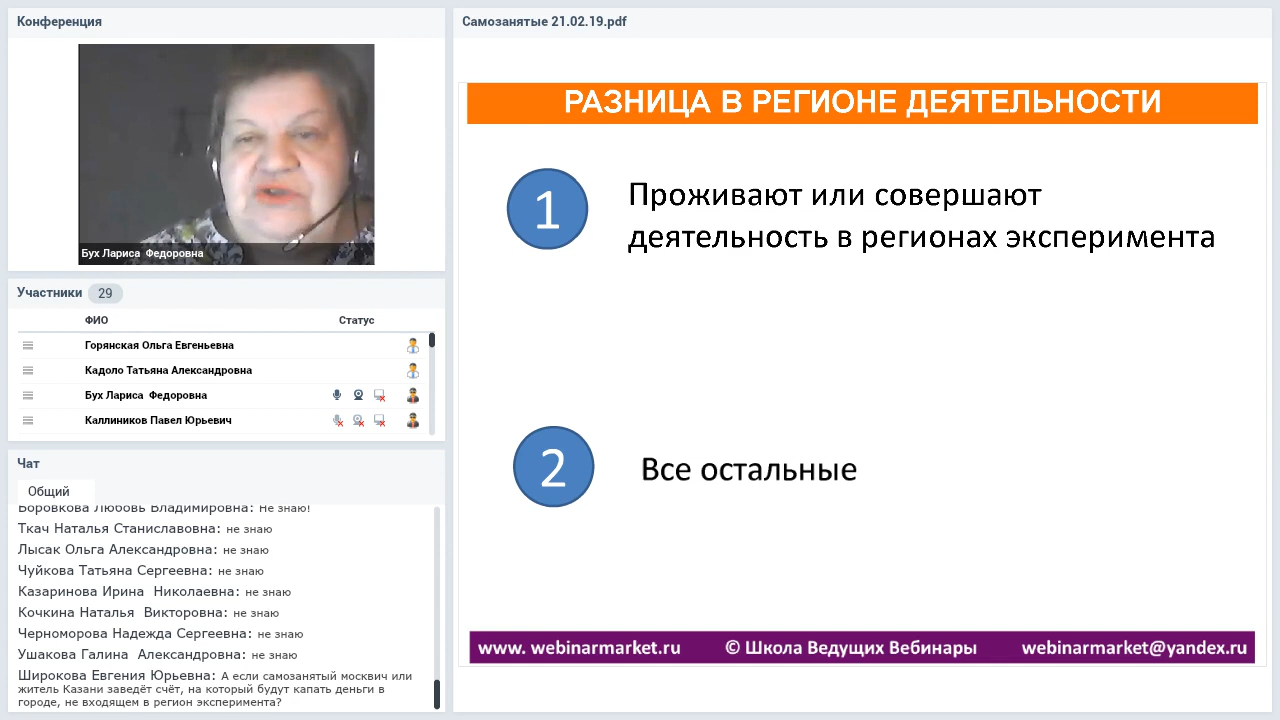 Конференция
Бух Лариса  Федоровна
Участники 29
ФИО Статус
Горянская Ольга Евгеньевна
Кадоло Татьяна Александровна
Бух Лариса  Федоровна
Каллиников Павел Юрьевич
Чат
Общий
Боровкова Любовь Владимировна: не знаю!
Ткач Наталья Станиславовна: не знаю
Лысак Ольга Александровна: не знаю
Чуйкова Татьяна Сергеевна: не знаю
Казаринова Ирина  Николаевна: не знаю
Кочкина Наталья  Викторовна: не знаю
Черноморова Надежда Сергеевна: не знаю
Ушакова Галина  Александровна: не знаю
Широкова Евгения Юрьевна: А если самозанятый москвич или
житель Казани заведёт счёт, на который будут капать деньги в
городе, не входящем в регион эксперимента?
Самозанятые 21.02.19.pdf
РАЗНИЦА В РЕГИОНЕ ДЕЯТЕЛЬНОСТИ
1 Проживают или совершают
деятельность в регионах эксперимента
2 Все остальные
www. webinarmarket.ru © Школа Ведущих Вебинары webinarmarket@yandex.ru